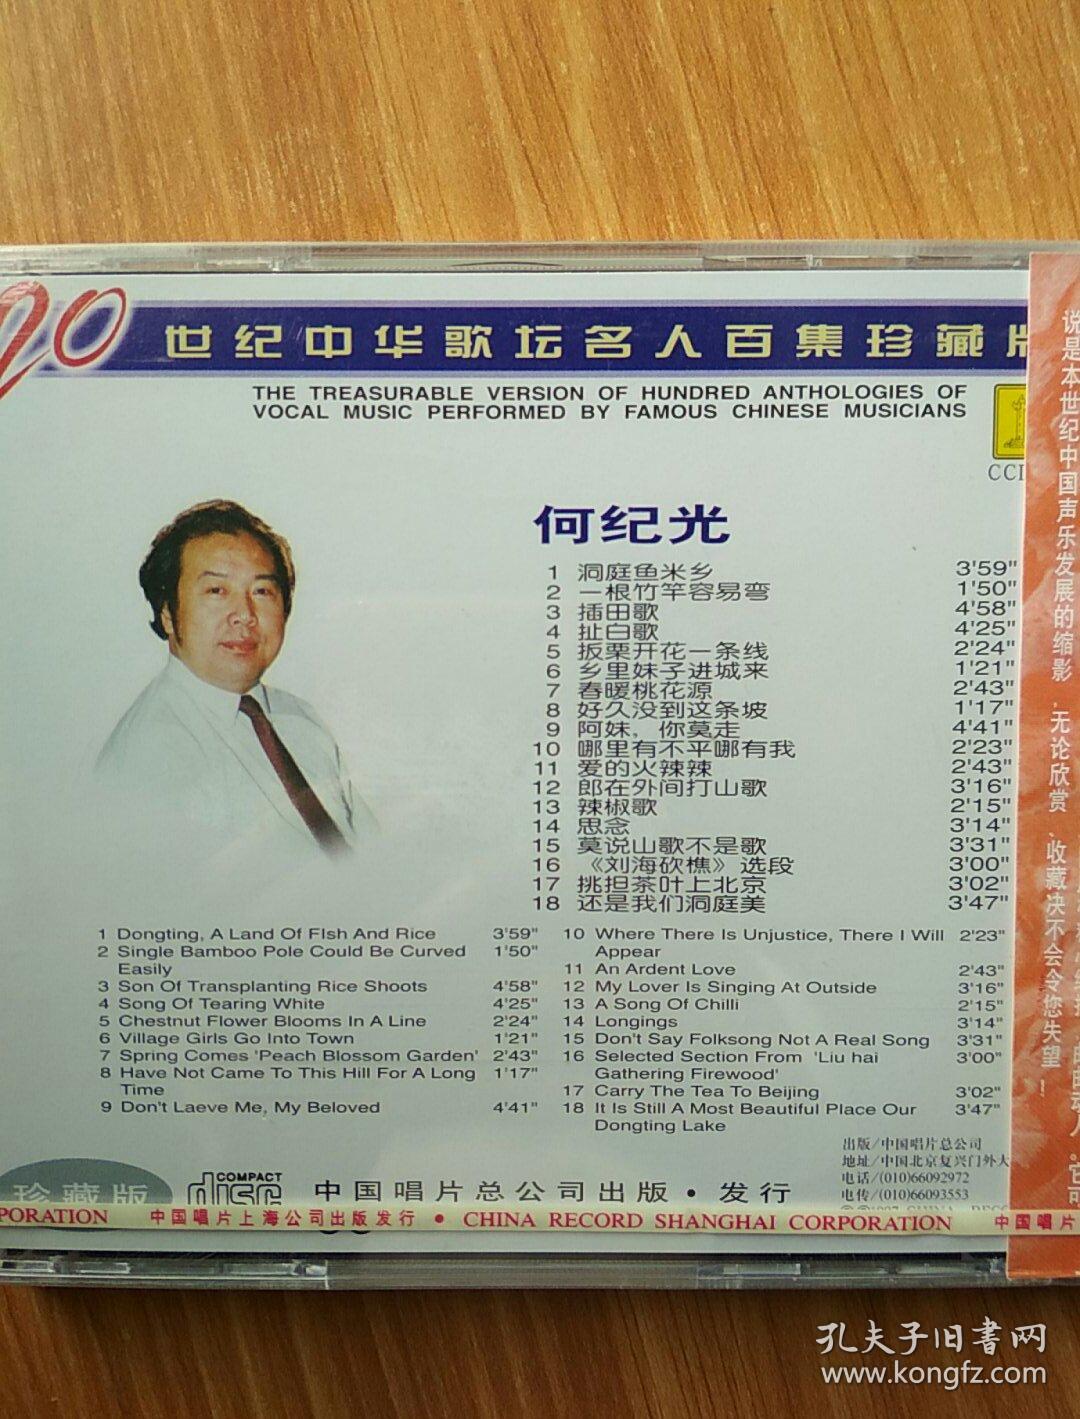 20
世纪中华歌坛名人百集珍藏版
THE TREASURABLE VERSION OF HUNDRED ANTHOLOGIES OF
VOCAL MUSIC PERFORMED BY FAMOUS CHINESE MUSICIANS
何纪光
1 洞庭鱼米乡 3'59"
2 一根竹竿容易弯 1'50"
3 插田歌 4'58"
4 扯白歌 4'25"
5 扳栗开花一条线 2'24"
6 乡里妹子进城来 1'21"
7 春暖桃花源 2'43"
8 好久没到这条坡 1'17"
9 阿妹，你莫走 4'41"
10 哪里有不平哪有我 2'23"
11 爱的火辣辣 2'43"
12 郎在外间打山歌 3'16"
13 辣椒歌 2'15"
14 思念 3'14"
15 莫说山歌不是歌 3'31"
16 《刘海砍樵》选段 3'00"
17 挑担茶叶上北京 3'02"
18 还是我们洞庭美 3'47"
1 Dongting, A Land Of FIsh And Rice 3'59"
2 Single Bamboo Pole Could Be Curved 1'50"
Easily
3 Son Of Transplanting Rice Shoots 4'58"
4 Song Of Tearing White 4'25"
5 Chestnut Flower Blooms In A Line 2'24"
6 Village Girls Go Into Town 1'21"
7 Spring Comes 'Peach Blossom Garden' 2'43"
8 Have Not Came To This Hill For A Long 1'17"
Time
9 Don't Laeve Me, My Beloved 4'41"
10 Where There Is Unjustice, There I Will 2'23"
Appear
11 An Ardent Love 2'43"
12 My Lover Is Singing At Outside 3'16"
13 A Song Of Chilli 2'15"
14 Longings 3'14"
15 Don't Say Folksong Not A Real Song 3'31"
16 Selected Section From 'Liu hai 3'00"
Gathering Firewood'
17 Carry The Tea To Beijing 3'02"
18 It Is Still A Most Beautiful Place Our 3'47"
Dongting Lake
出版/中国唱片总公司
地址/中国北京复兴门外大
电话/(010)66092972
电传/(010)66093553
珍藏版
COMPACT
disc
中国唱片总公司出版·发行
PORATION 中国唱片上海公司出版发行 • CHINA RECORD SHANGHAI CORPORATION 中国唱片
说是本世纪中国声乐发展的缩影，无论欣赏、收藏决不会令您失望！
孔夫子旧書网
www.kongfz.com